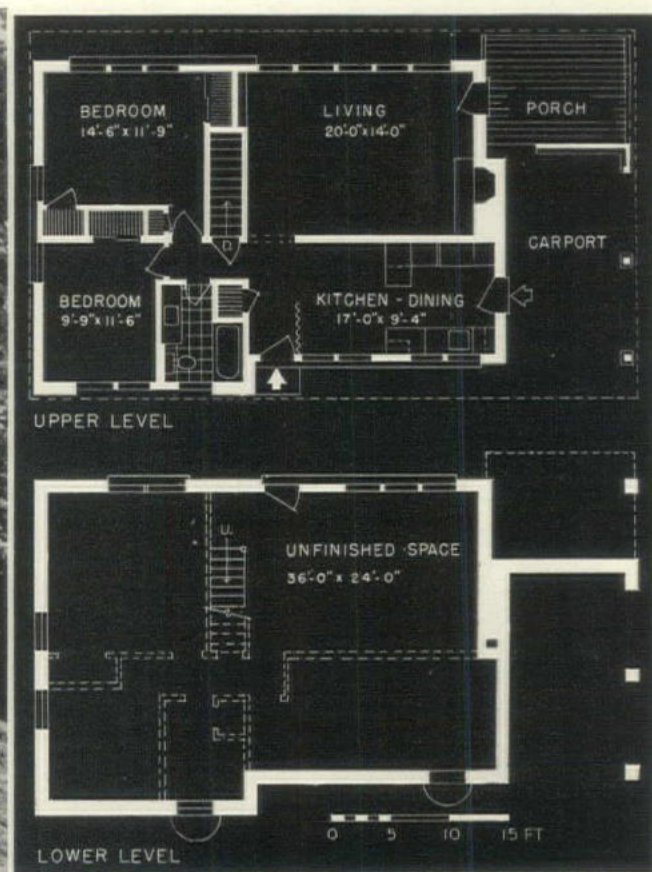 BEDROOM
14'-6" x 11'-9"
LIVING
20'-0" x 14'-0"
PORCH
CARPORT
BEDROOM
9'-9" x 11'-6"
D
KITCHEN - DINING
17'-0" x 9'-4"
UPPER LEVEL
U.
UNFINISHED SPACE
36'-0" x 24'-0"
0 5 10 15 FT
LOWER LEVEL